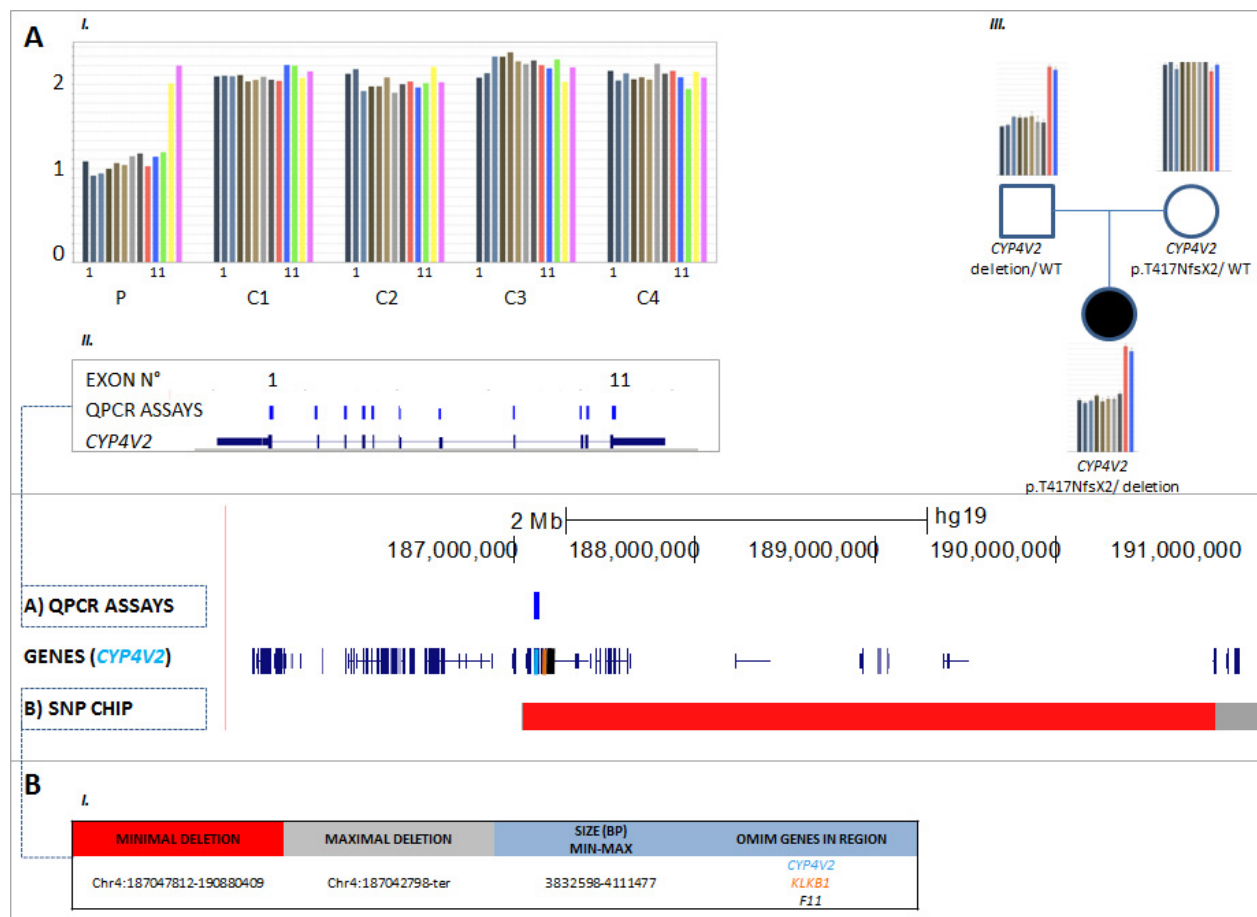 A
I.
2
1
0
1 11 1 11 1 11 1 11 1 11
P C1 C2 C3 C4
II.
EXON N° 1 11
QPCR ASSAYS
CYP4V2
III.
CYP4V2
deletion/WT
CYP4V2
p.T417NfsX2/ WT
CYP4V2
p.T417NfsX2/ deletion
2 Mb hg19
187,000,000 188,000,000 189,000,000 190,000,000 191,000,000
A) QPCR ASSAYS
GENES (CYP4V2)
B) SNP CHIP
B
I.
MINIMAL DELETION MAXIMAL DELETION SIZE (BP) MIN-MAX OMIM GENES IN REGION
Chr4:187047812-190880409 Chr4:187042798-ter 3832598-4111477 CYP4V2
KLKB1
F11